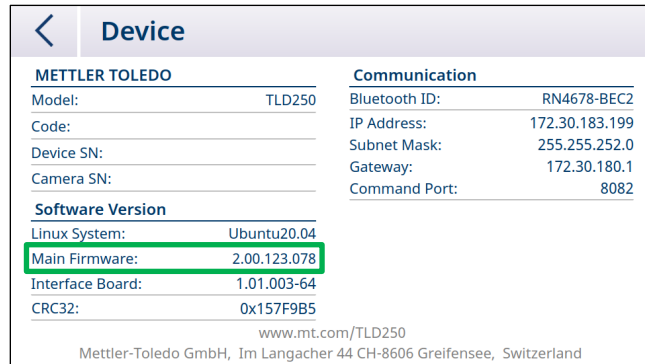 Device
METTLER TOLEDO
Model: TLD250
Code:
Device SN:
Camera SN:
Software Version
Linux System: Ubuntu20.04
Main Firmware: 2.00.123.078
Interface Board: 1.01.003-64
CRC32: 0x157F9B5
Communication
Bluetooth ID: RN4678-BEC2
IP Address: 172.30.183.199
Subnet Mask: 255.255.252.0
Gateway: 172.30.180.1
Command Port: 8082
www.mt.com/TLD250
Mettler-Toledo GmbH, Im Langacher 44 CH-8606 Greifensee, Switzerland